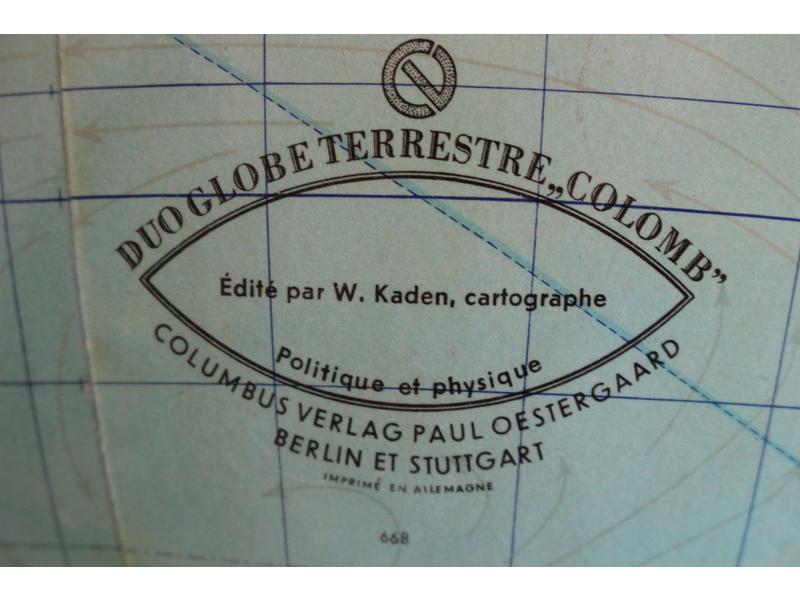 DUO GLOBE TERRESTRE „COLOMB”
Édité par W. Kaden, cartographe
Politique et physique
COLUMBUS VERLAG PAUL OESTERGAARD
BERLIN ET STUTTGART
IMPRIMÉ EN ALLEMAGNE
668